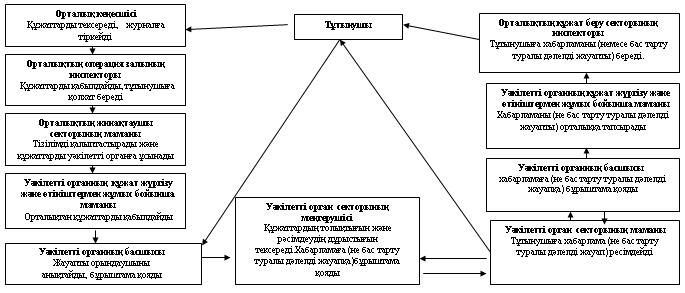 Орталық кеңесшісі
Құжаттарды тексереді, журналға
тіркейді
Тұтынушы
Орталықтың құжат беру секторының
инспекторы
Тұтынушыға хабарламаны (немесе бас тарту
туралы дәлелді жауапты) береді.
Орталықтың операция залының
инспекторы
Құжаттарды қабылдайды, тұтынушыға
қолхат береді
Уәкілетті органның құжат жүргізу және
өтініштермен жұмыс бойынша маманы
Хабарламаны (не бас тарту туралы дәлелді
жауапты) орталыққа тапсырады
Орталықтың жинақтаушы
секторының маманы
Тізілімді қалыптастырады және
құжаттарды уәкілетті органға ұсынады
Уәкілетті органның басшысы
хабарламаға (не бас тарту туралы дәлелді
жауапқа) бұрыштама қояды
Уәкілетті органның құжат жүргізу
және өтініштермен жұмыс бойынша
маманы
Орталықтан құжаттарды қабылдайды
Уәкілетті орган секторының
меңгерушісі
Құжаттардың толықтығын және
рәсімдеудің дұрыстығын
тексереді.Хабарламаға (не бас тарту
туралы дәлелді жауапқа)бұрыштама
қояды
Уәкілетті орган секторының маманы
Тұтынушыға хабарлама (не бас тарту
туралы дәлелді жауап) ресімдейді
Уәкілетті органның басшысы
Жауапты орындаушыны
анықтайды, бұрыштама қояды